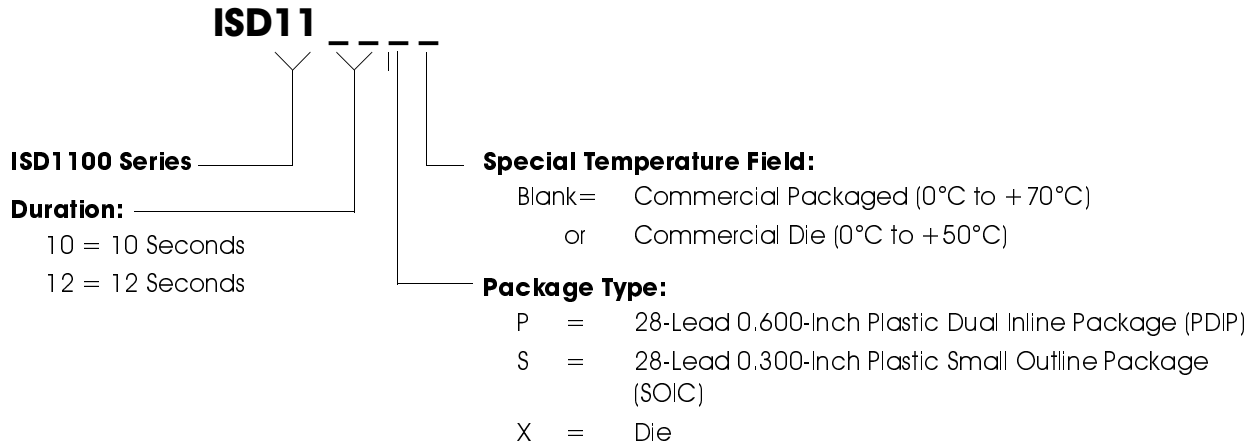 ISD11 _ _ _ _
ISD1100 Series
Duration:
10 = 10 Seconds
12 = 12 Seconds
Special Temperature Field:
Blank= Commercial Packaged (0°C to +70°C)
or Commercial Die (0°C to +50°C)
Package Type:
P = 28-Lead 0.600-Inch Plastic Dual Inline Package (PDIP)
S = 28-Lead 0.300-Inch Plastic Small Outline Package
(SOIC)
X = Die